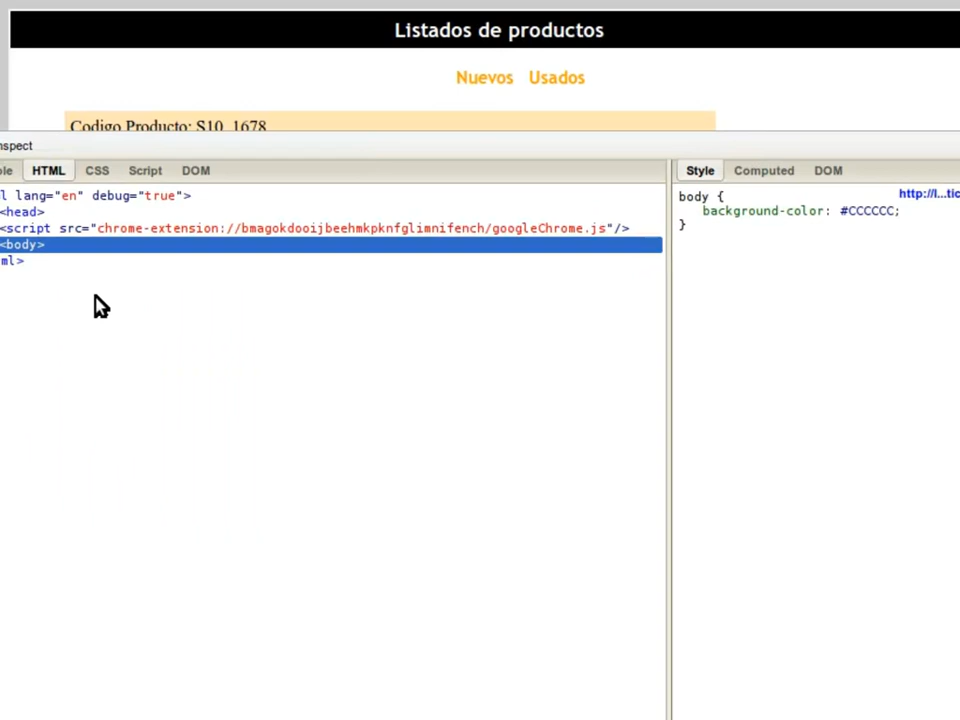 Listados de productos
Nuevos Usados
Codigo Producto: S10_1678
nspect
ole HTML CSS Script DOM
Style Computed DOM
l lang="en" debug="true">
<head>
<script src="chrome-extension://bmagokdooijbeehmkpknfglimnifench/googleChrome.js"/>
<body>
ml>
body { http://l...tic
background-color: #CCCCCC;
}